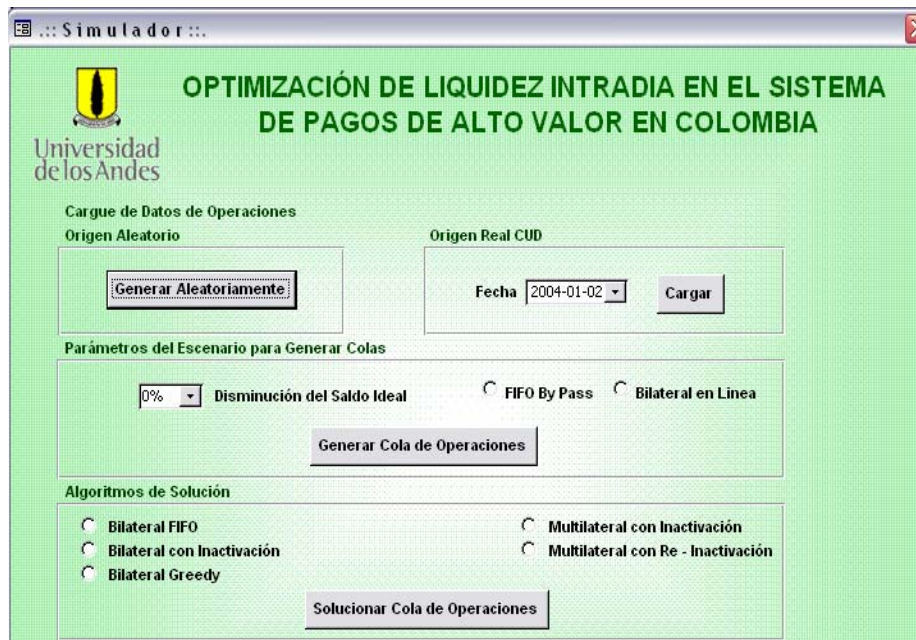 .:: Simulador ::.
OPTIMIZACIÓN DE LIQUIDEZ INTRADIA EN EL SISTEMA
DE PAGOS DE ALTO VALOR EN COLOMBIA
Universidad
de los Andes
Cargue de Datos de Operaciones
Origen Aleatorio
Origen Real CUD
Generar Aleatoriamente
Fecha 2004-01-02 Cargar
Parámetros del Escenario para Generar Colas
0% Disminución del Saldo Ideal FIFO By Pass Bilateral en Linea
Generar Cola de Operaciones
Algoritmos de Solución
Bilateral FIFO
Multilateral con Inactivación
Bilateral con Inactivación
Multilateral con Re - Inactivación
Bilateral Greedy
Solucionar Cola de Operaciones